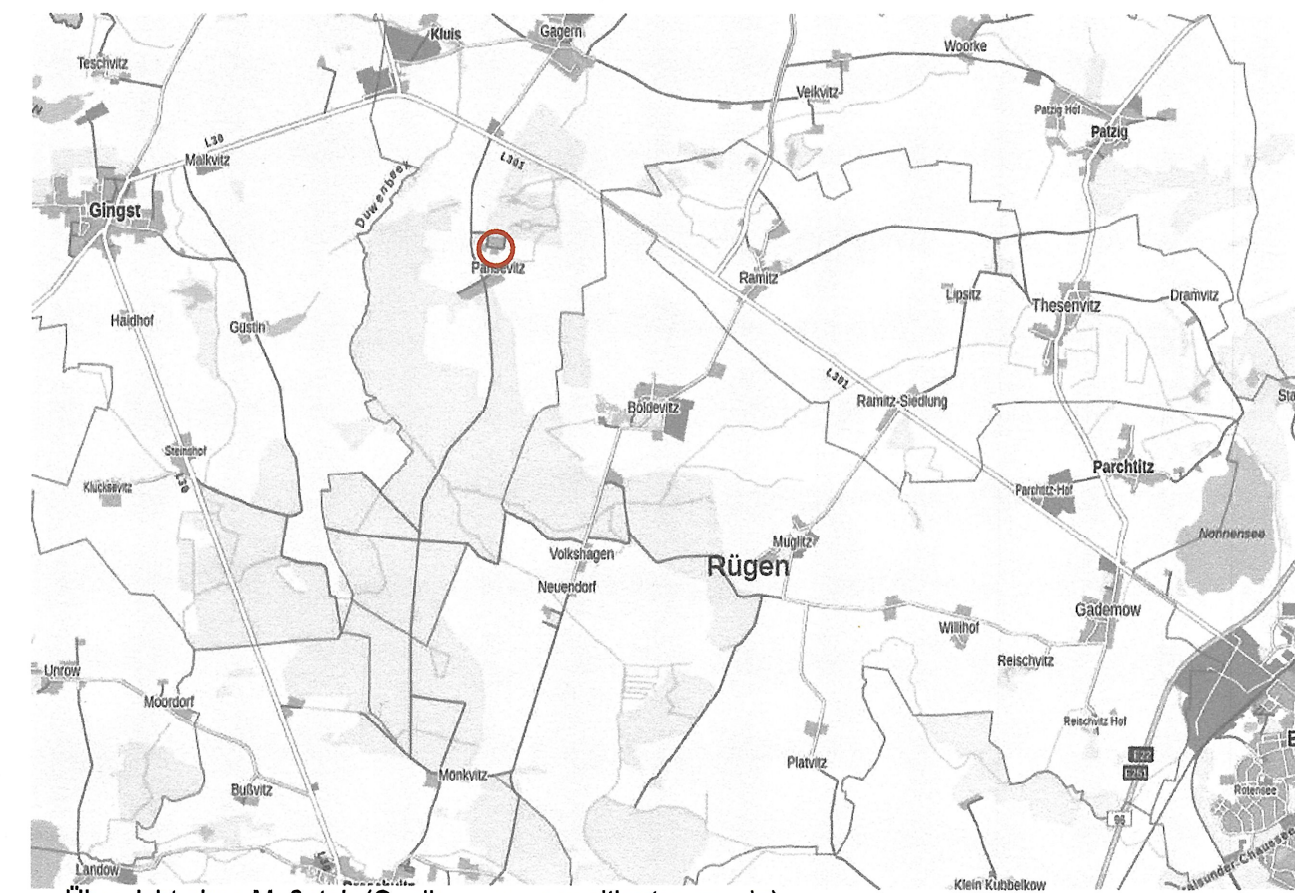 Kluis
Gagern
Teschvitz
Woorke
Veikvitz
Patzig Hof
Patzig
L30
Malkvitz
L301
Duwenbeek
Gingst
Ramitz
Lipsitz
Dramvitz
Thesenvitz
Haidhof
Güstin
L301
Boldevitz
Ramitz-Siedlung
Steinshof
L30
Parchtitz
Klucksevitz
Parchtitz-Hof
Nonnensee
Muglitz
Volkshagen
Rügen
Neuendorf
Gademow
Willihof
Reischvitz
Unrow
Moordorf
Reischvitz Hof
E22
E251
Platvitz
Monkvitz
Bußvitz
Rotensee
96
Landow
Klein Kubbelkow